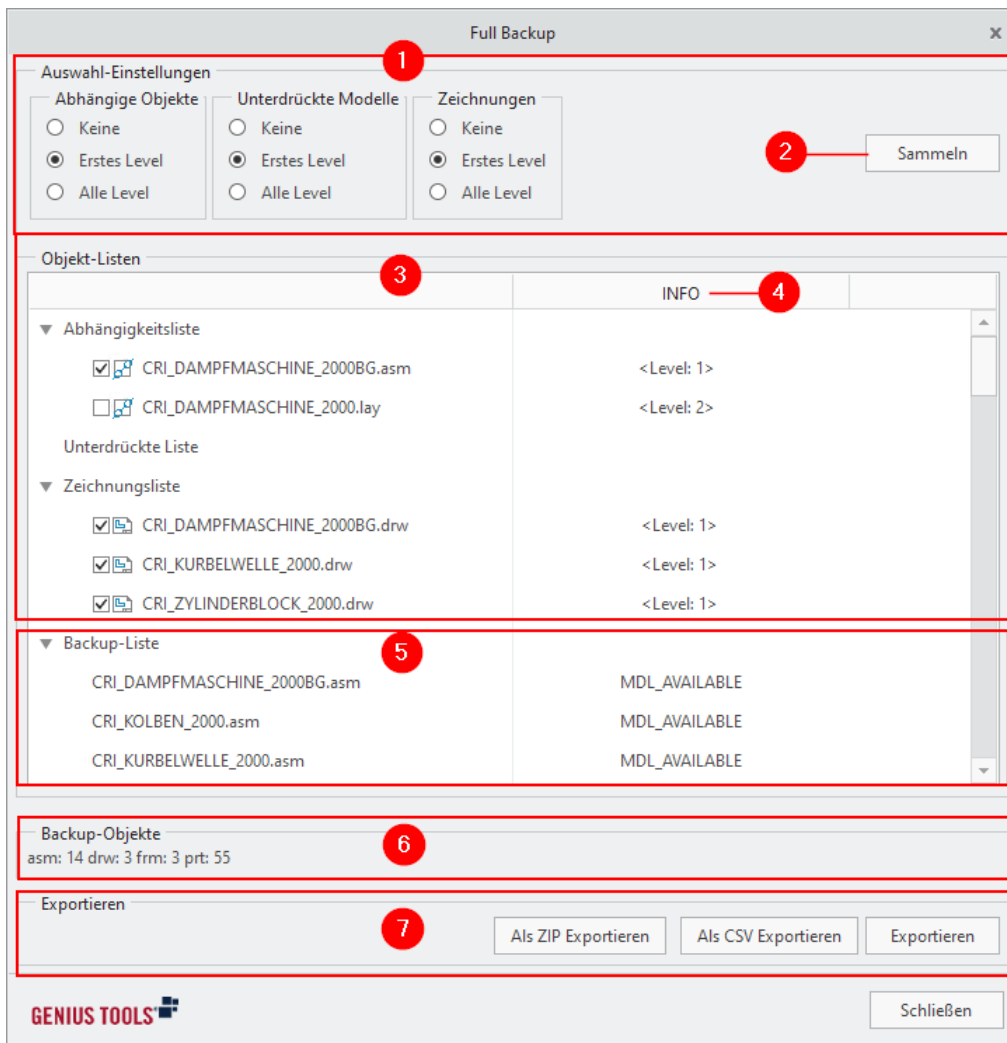 Full Backup x
1
Auswahl-Einstellungen
Abhängige Objekte Unterdrückte Modelle Zeichnungen
Keine Keine Keine
Erstes Level Erstes Level Erstes Level 2 Sammeln
Alle Level Alle Level Alle Level
Objekt-Listen
3
INFO 4
Abhängigkeitsliste
CRI_DAMPFMASCHINE_2000BG.asm <Level: 1>
CRI_DAMPFMASCHINE_2000.lay <Level: 2>
Unterdrückte Liste
Zeichnungsliste
CRI_DAMPFMASCHINE_2000BG.drw <Level: 1>
CRI_KURBELWELLE_2000.drw <Level: 1>
CRI_ZYLINDERBLOCK_2000.drw <Level: 1>
Backup-Liste
5
CRI_DAMPFMASCHINE_2000BG.asm MDL_AVAILABLE
CRI_KOLBEN_2000.asm MDL_AVAILABLE
CRI_KURBELWELLE_2000.asm MDL_AVAILABLE
Backup-Objekte
6
asm: 14 drw: 3 frm: 3 prt: 55
Exportieren
7
Als ZIP Exportieren Als CSV Exportieren Exportieren
GENIUS TOOLS Schließen